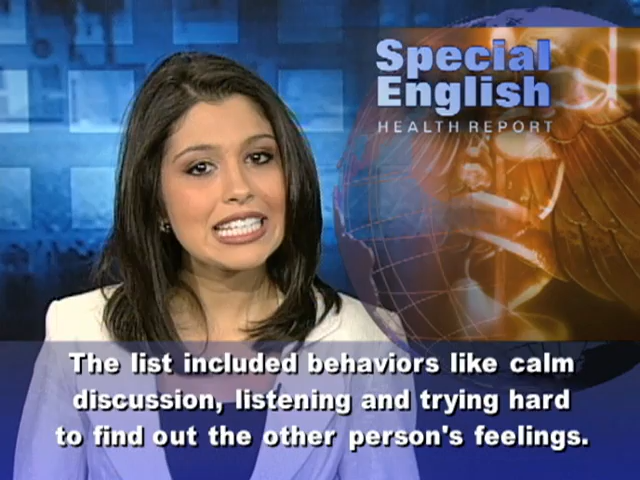 Special
English
HEALTH REPORT
The list included behaviors like calm
discussion, listening and trying hard
to find out the other person's feelings.